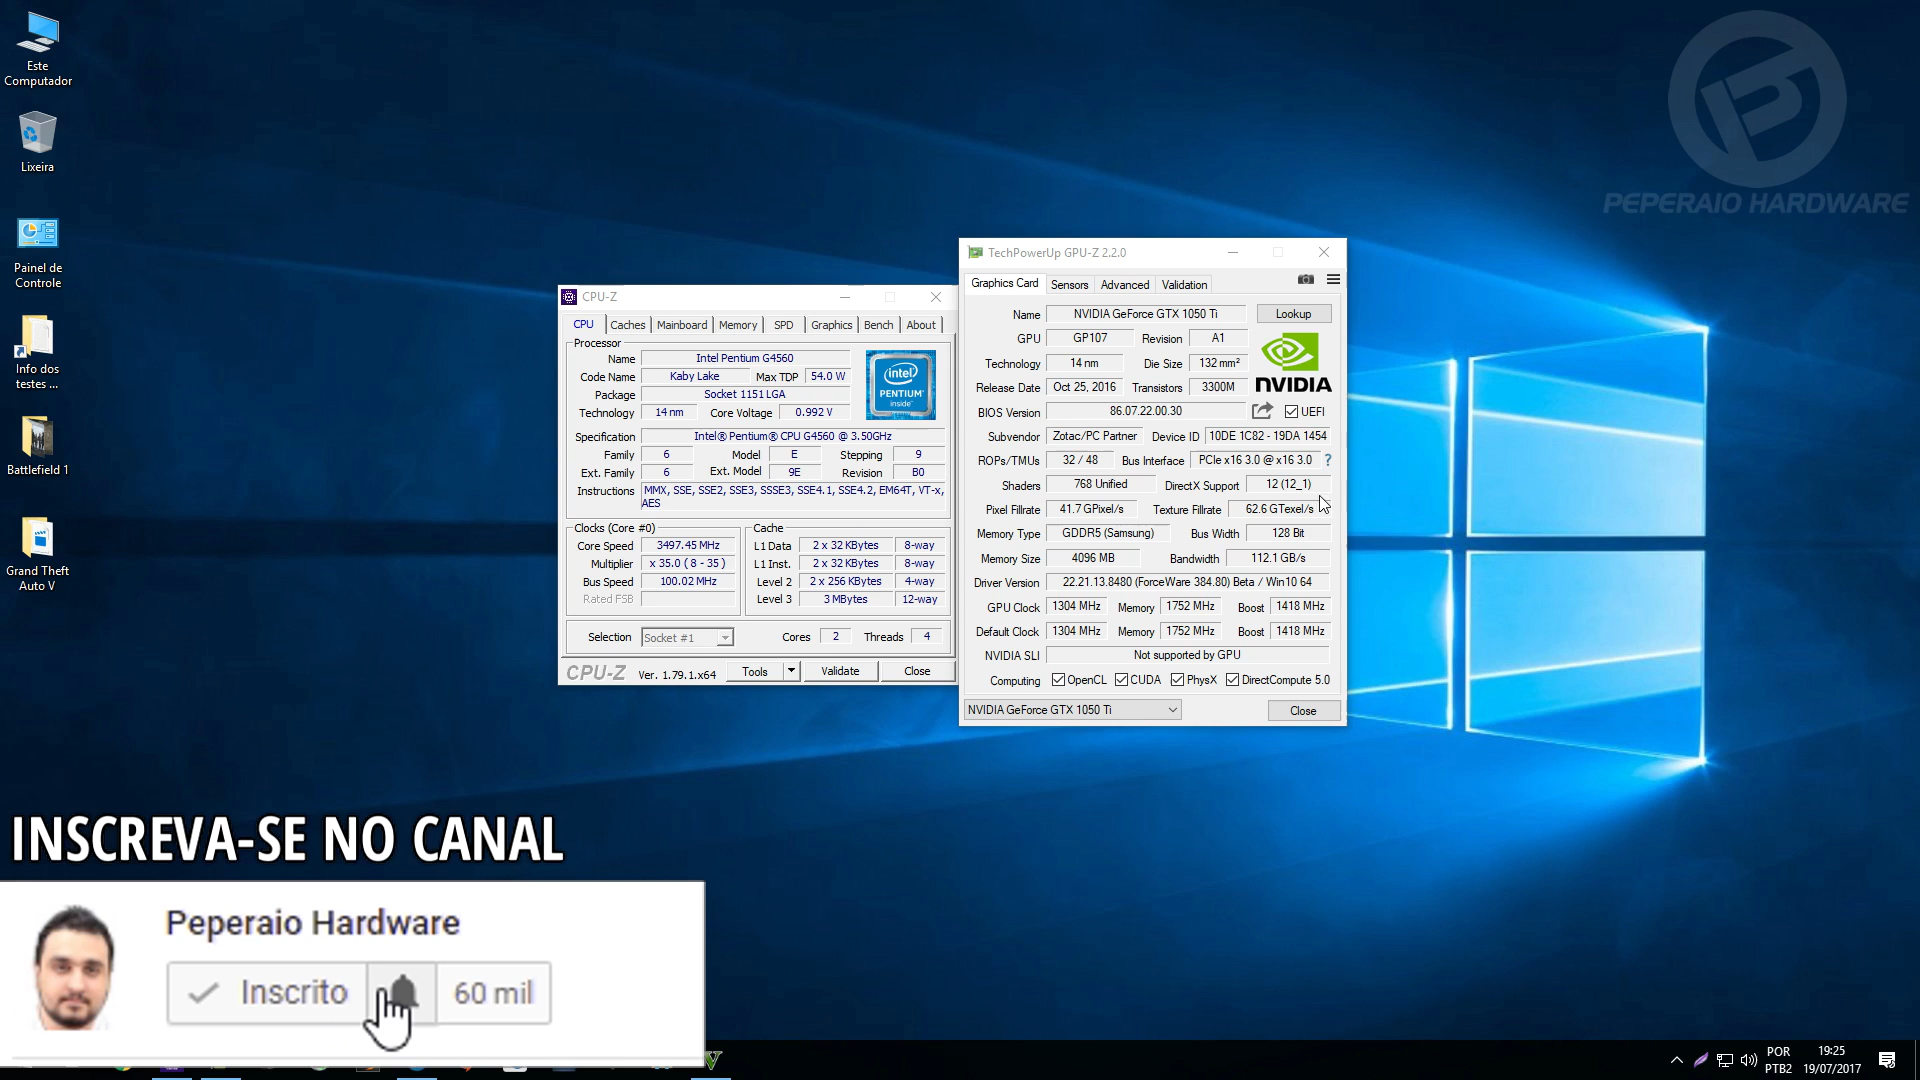 Este
Computador
Lixeira
Painel de
Controle
Info dos
testes ...
Battlefield 1
Grand Theft
Auto V
PEPERAIO HARDWARE
CPU-Z
CPU Caches Mainboard Memory SPD Graphics Bench About
Processor
Name Intel Pentium G4560
Code Name Kaby Lake Max TDP 54.0 W
Package Socket 1151 LGA
Technology 14 nm Core Voltage 0.992 V
intel
PENTIUM
inside
Specification Intel® Pentium® CPU G4560 @ 3.50GHz
Family 6 Model E Stepping 9
Ext. Family 6 Ext. Model 9E Revision B0
Instructions MMX, SSE, SSE2, SSE3, SSSE3, SSE4.1, SSE4.2, EM64T, VT-x,
AES
Clocks (Core #0)
Core Speed 3497.45 MHz
Multiplier x 35.0 ( 8 - 35 )
Bus Speed 100.02 MHz
Rated FSB
Cache
L1 Data 2 x 32 KBytes 8-way
L1 Inst. 2 x 32 KBytes 8-way
Level 2 2 x 256 KBytes 4-way
Level 3 3 MBytes 12-way
Selection Socket #1 Cores 2 Threads 4
CPU-Z Ver. 1.79.1.x64 Tools Validate Close
TechPowerUp GPU-Z 2.2.0
Graphics Card Sensors Advanced Validation
Name NVIDIA GeForce GTX 1050 Ti Lookup
GPU GP107 Revision A1
Technology 14 nm Die Size 132 mm²
Release Date Oct 25, 2016 Transistors 3300M
NVIDIA
BIOS Version 86.07.22.00.30 UEFI
Subvendor Zotac/PC Partner Device ID 10DE 1C82 - 19DA 1454
ROPs/TMUs 32 / 48 Bus Interface PCIe x16 3.0 @ x16 3.0 ?
Shaders 768 Unified DirectX Support 12 (12_1)
Pixel Fillrate 41.7 GPixel/s Texture Fillrate 62.6 GTexel/s
Memory Type GDDR5 (Samsung) Bus Width 128 Bit
Memory Size 4096 MB Bandwidth 112.1 GB/s
Driver Version 22.21.13.8480 (ForceWare 384.80) Beta / Win10 64
GPU Clock 1304 MHz Memory 1752 MHz Boost 1418 MHz
Default Clock 1304 MHz Memory 1752 MHz Boost 1418 MHz
NVIDIA SLI Not supported by GPU
Computing OpenCL CUDA PhysX DirectCompute 5.0
NVIDIA GeForce GTX 1050 Ti Close
INSCREVA-SE NO CANAL
Peperaio Hardware
Inscrito 60 mil
POR
PTB2
19:25
19/07/2017